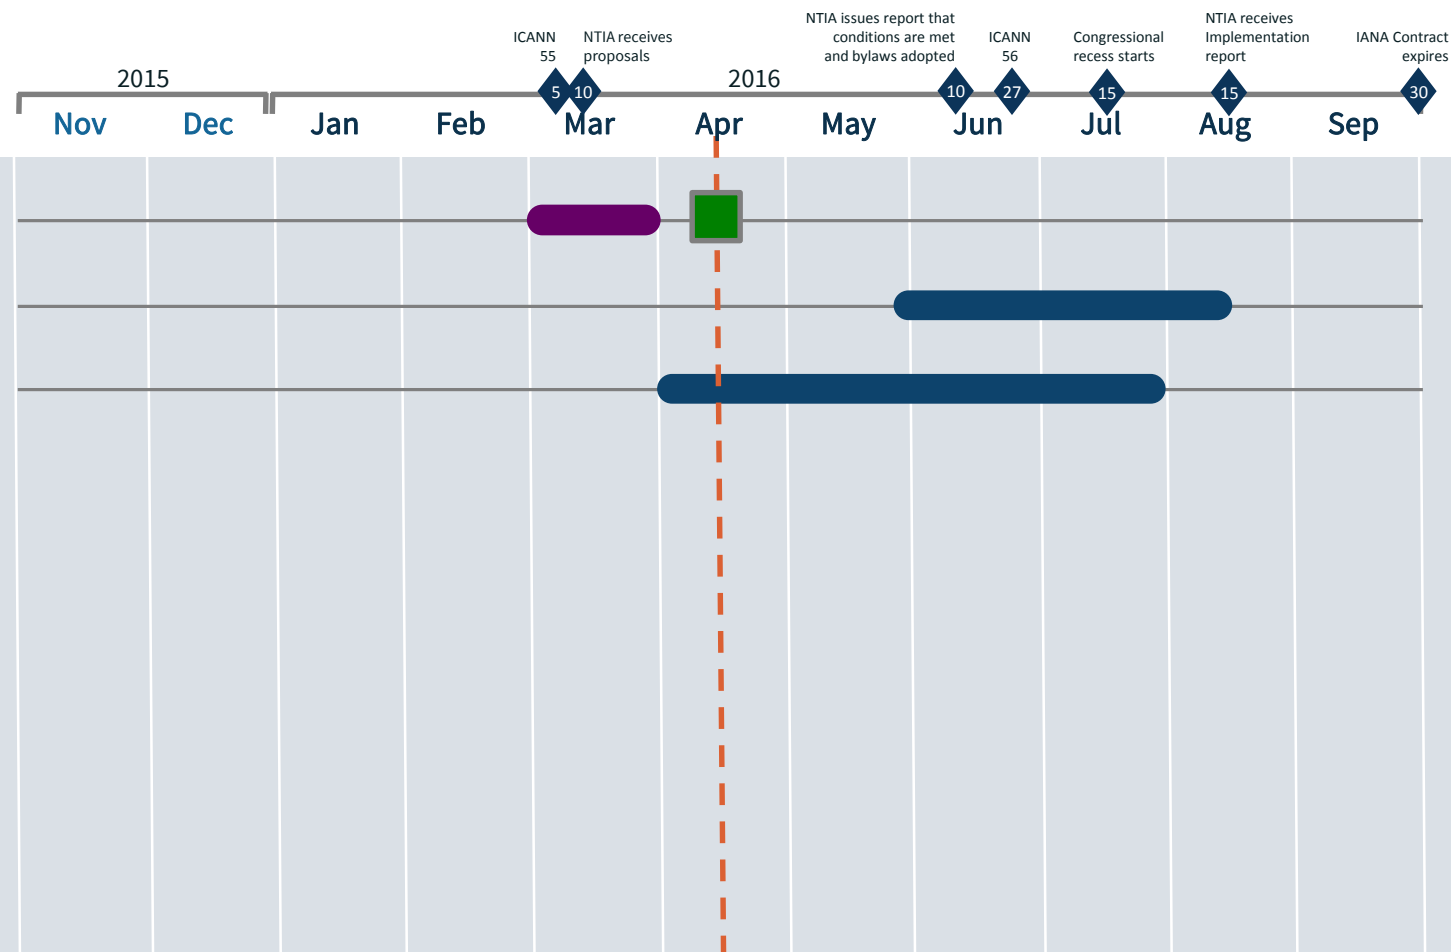 NTIA issues report that
conditions are met
and bylaws adopted
NTIA receives
Implementation
report
ICANN
55
NTIA receives
proposals
ICANN
56
Congressional
recess starts
IANA Contract
expires
2015
2016
5
10
10
27
15
15
30
Nov
Dec
Jan
Feb
Mar
Apr
May
Jun
Jul
Aug
Sep